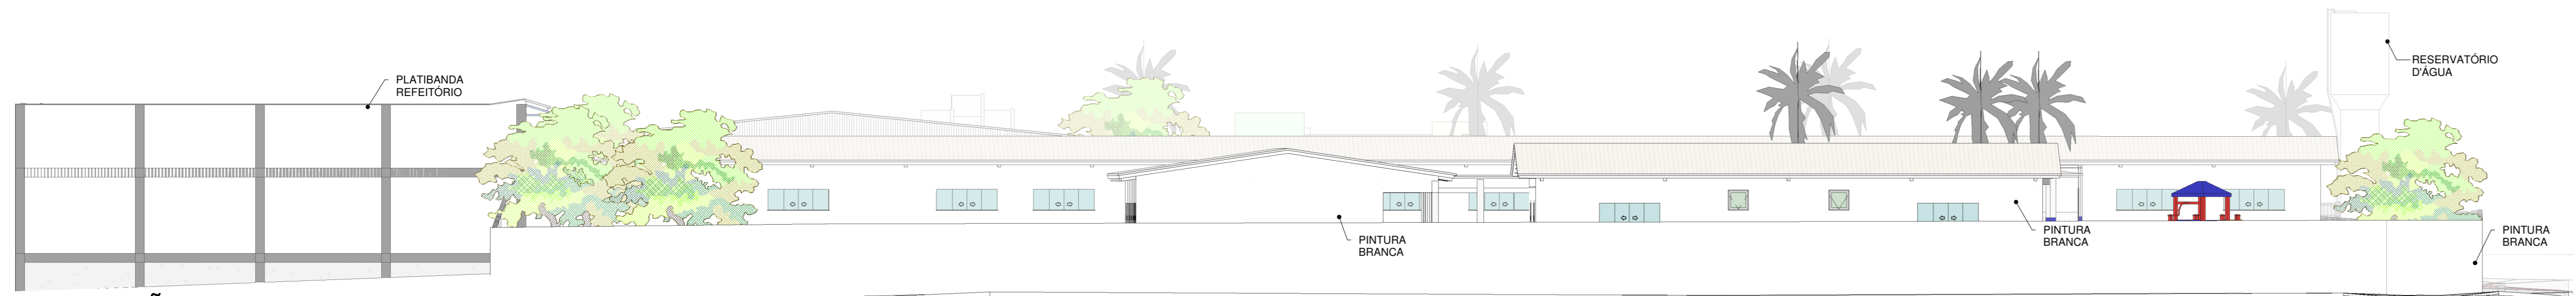 PLATIBANDA
REFEITÓRIO
RESERVATÓRIO
D'ÁGUA
PINTURA
BRANCA
PINTURA
BRANCA
PINTURA
BRANCA